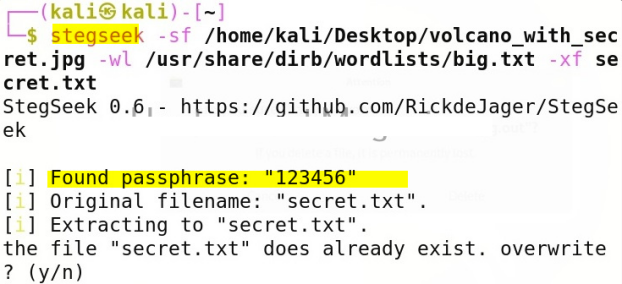 ┌──(kali㉿kali)-[~]
└─$ stegseek -sf /home/kali/Desktop/volcano_with_sec
ret.jpg -wl /usr/share/dirb/wordlists/big.txt -xf se
cret.txt
StegSeek 0.6 - https://github.com/RickdeJager/StegSe
ek
[i] Found passphrase: "123456"
[i] Original filename: "secret.txt".
[i] Extracting to "secret.txt".
the file "secret.txt" does already exist. overwrite
? (y/n)